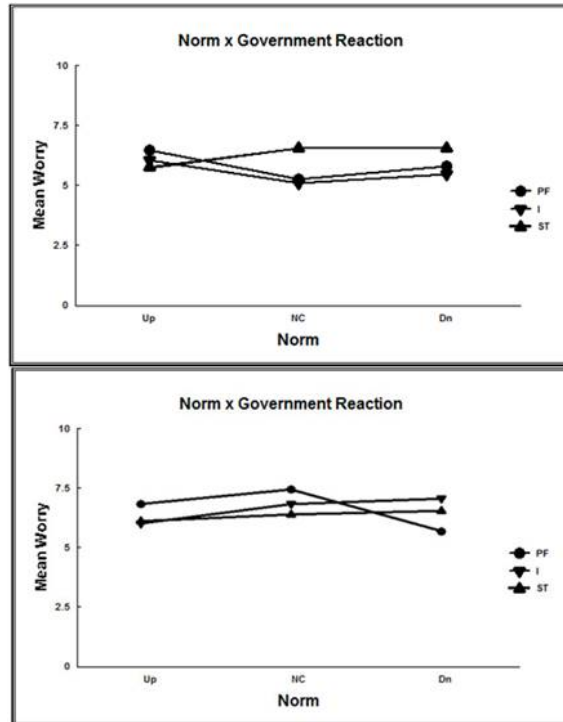 Norm x Government Reaction
10
7.5
5
2.5
0
Mean Worry
Up NC Dn
Norm
PF
I
ST
Norm x Government Reaction
10
7.5
5
2.5
0
Mean Worry
Up NC Dn
Norm
PF
I
ST